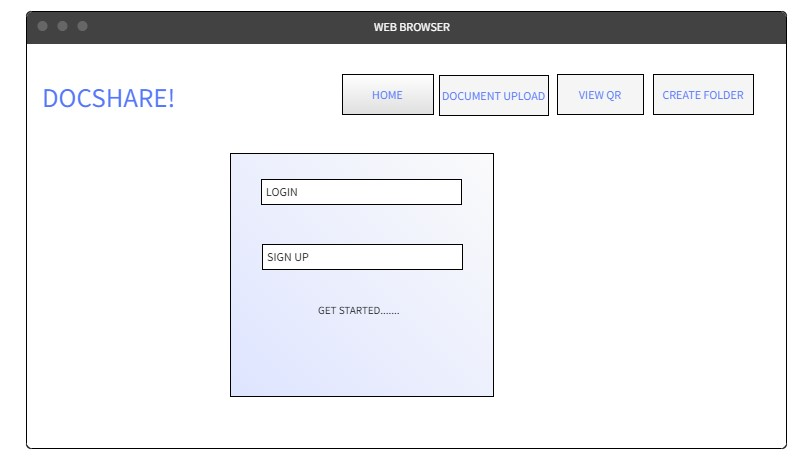 WEB BROWSER
DOCSHARE!
HOME
DOCUMENT UPLOAD
VIEW QR
CREATE FOLDER
LOGIN
SIGN UP
GET STARTED.......